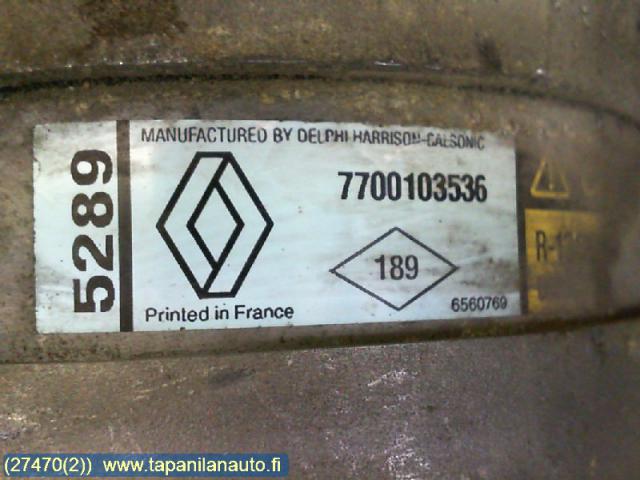 MANUFACTURED BY DELPHI HARRISON-CALSONIC
5289
7700103536
189
Printed in France
6560769
(27470(2)) www.tapanilanauto.fi